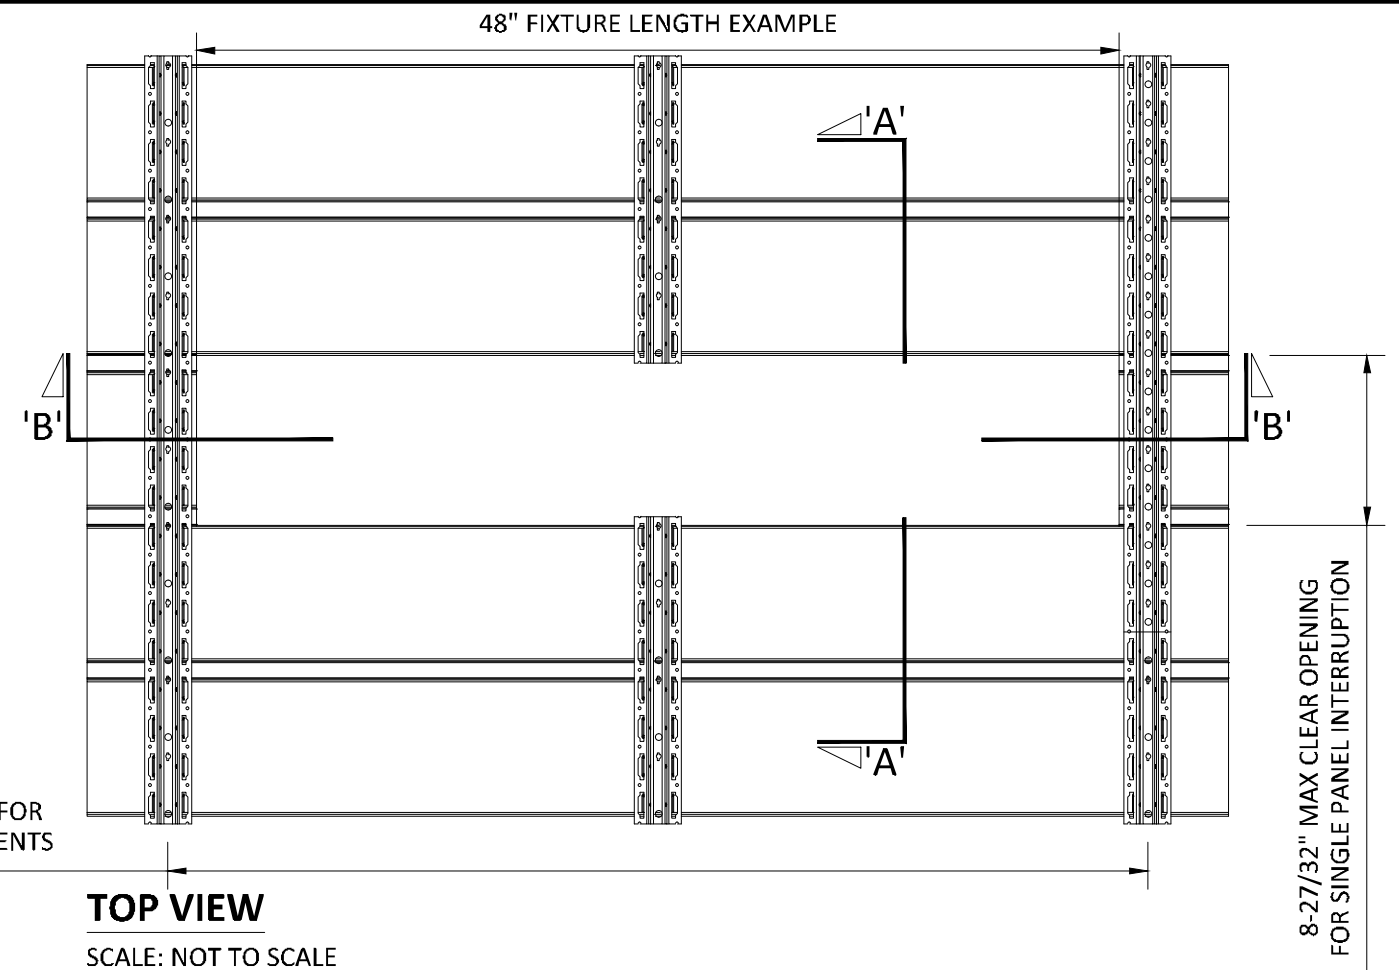 48" FIXTURE LENGTH EXAMPLE
'A'
'B'
'B'
'A'
8-27/32" MAX CLEAR OPENING
FOR SINGLE PANEL INTERRUPTION
FOR
ENTS
TOP VIEW
SCALE: NOT TO SCALE